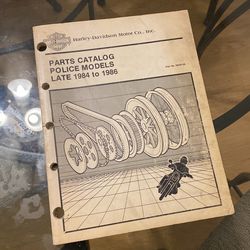 Harley-Davidson Motor Co., Inc.
PARTS CATALOG
POLICE MODELS
LATE 1984 to 1986